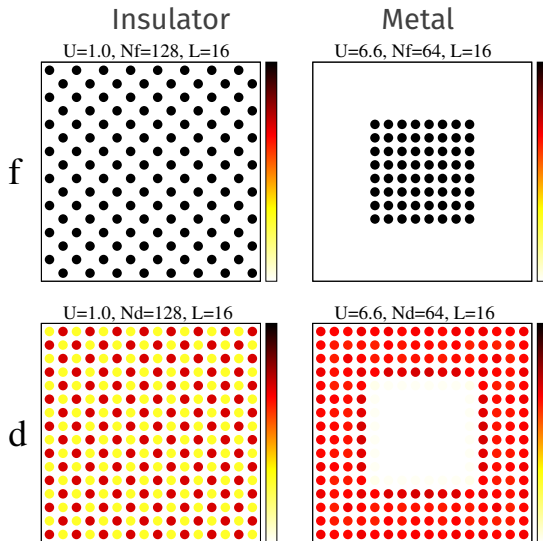 Insulator Metal
U=1.0, Nf=128, L=16 U=6.6, Nf=64, L=16
f
U=1.0, Nd=128, L=16 U=6.6, Nd=64, L=16
d